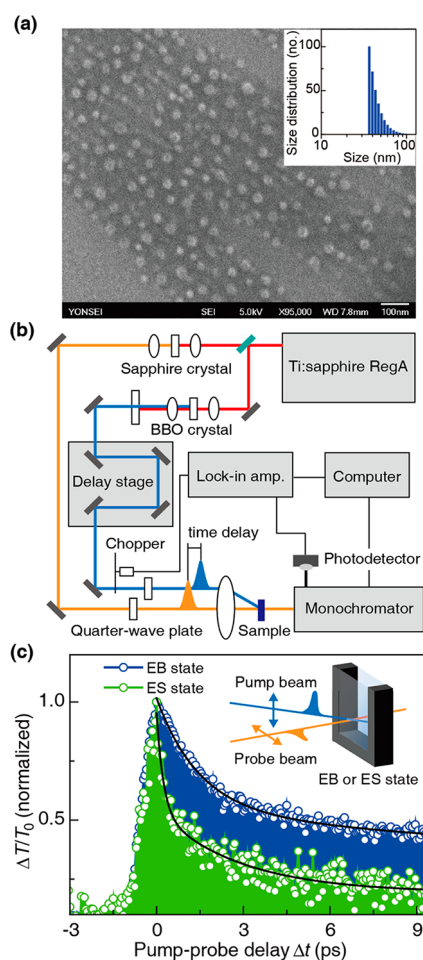 (a)
Size distribution (no.)
100
50
0
10
100
Size (nm)
YONSEI SEI 5.0kV X95,000 WD 7.8mm 100nm
(b)
Sapphire crystal
Ti:sapphire RegA
BBO crystal
Delay stage
Lock-in amp.
Computer
Chopper
time delay
Photodetector
Quarter-wave plate
Sample
Monochromator
(c)
EB state
ES state
Pump beam
Probe beam
EB or ES state
ΔT/T0 (normalized)
1.0
0.5
-3 0 3 6 9
Pump-probe delay Δt (ps)